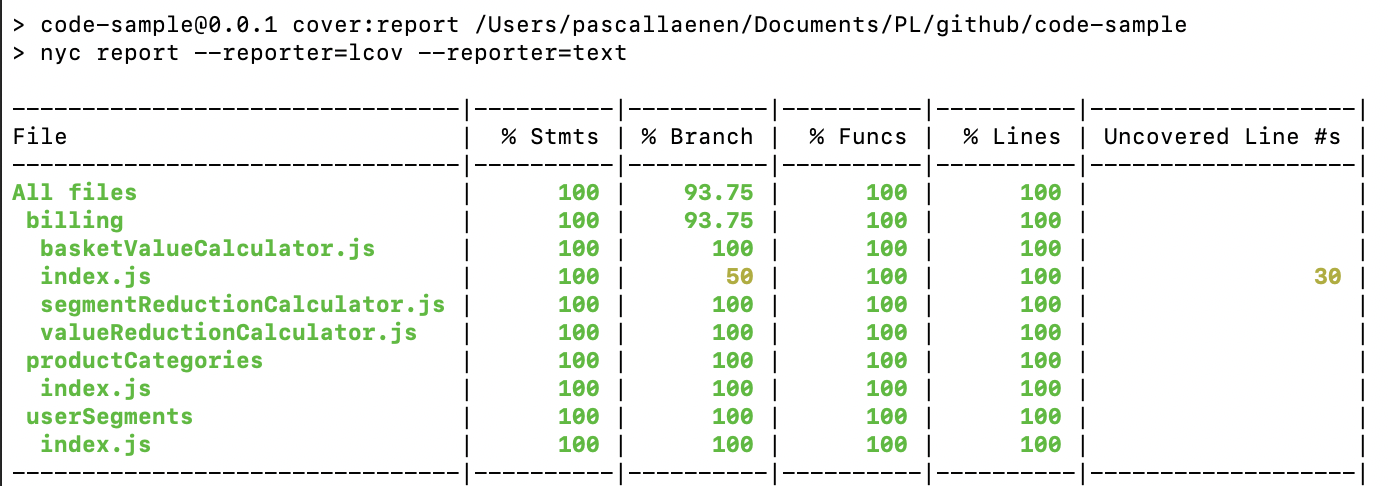 > code-sample@0.0.1 cover:report /Users/pascallaenen/Documents/PL/github/code-sample
> nyc report --reporter=lcov --reporter=text
--------------------------------|----------|----------|----------|----------|-------------------|
File                            |  % Stmts | % Branch |  % Funcs |  % Lines | Uncovered Line #s |
--------------------------------|----------|----------|----------|----------|-------------------|
All files                       |      100 |    93.75 |      100 |      100 |                   |
 billing                        |      100 |    93.75 |      100 |      100 |                   |
  basketValueCalculator.js      |      100 |      100 |      100 |      100 |                   |
  index.js                      |      100 |       50 |      100 |      100 |                30 |
  segmentReductionCalculator.js |      100 |      100 |      100 |      100 |                   |
  valueReductionCalculator.js   |      100 |      100 |      100 |      100 |                   |
 productCategories              |      100 |      100 |      100 |      100 |                   |
  index.js                      |      100 |      100 |      100 |      100 |                   |
 userSegments                   |      100 |      100 |      100 |      100 |                   |
  index.js                      |      100 |      100 |      100 |      100 |                   |
--------------------------------|----------|----------|----------|----------|-------------------|